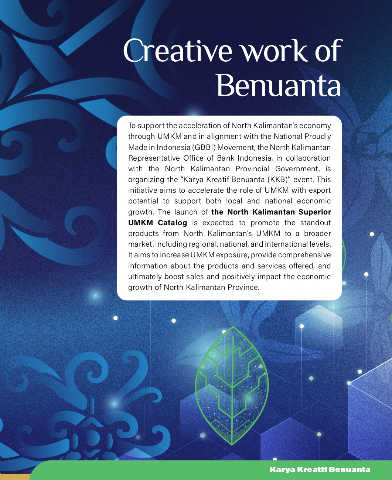 Creative work of
Benuanta
To support the acceleration of North Kalimantan's economy
through UMKM and in alignment with the National Proudly
Made in Indonesia (GBBI) Movement, the North Kalimantan
Representative Office of Bank Indonesia, in collaboration
with the North Kalimantan Provincial Government, is
organizing the "Karya Kreatif Benuanta (KKB)" event. This
initiative aims to accelerate the role of UMKM with export
potential to support both local and national economic
growth. The launch of the North Kalimantan Superior
UMKM Catalog is expected to promote the standout
products from North Kalimantan's UMKM to a broader
market, including regional, national, and international levels.
It aims to increase UMKM exposure, provide comprehensive
information about the products and services offered, and
ultimately boost sales and positively impact the economic
growth of North Kalimantan Province.
Karya Kreatif Benuanta